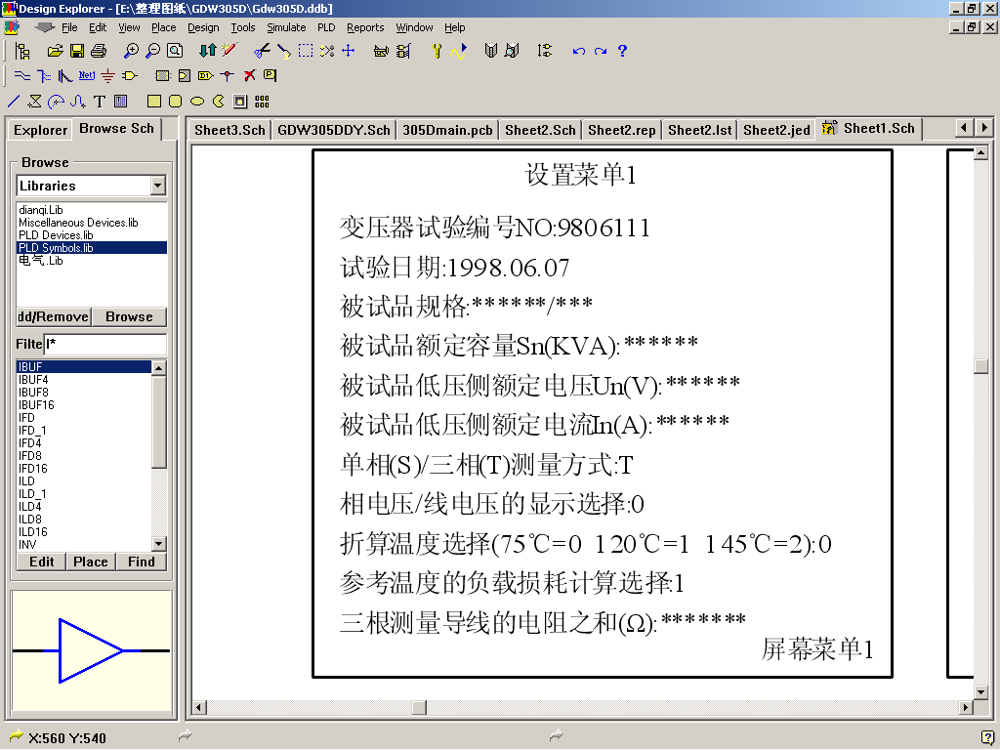 Design Explorer - [E:\整理图纸\GDW305D\Gdw305D.ddb]
File Edit View Place Design Tools Simulate PLD Reports Window Help
Net1
D1
T
P
Explorer
Browse Sch
Sheet3.Sch
GDW305DDY.Sch
305Dmain.pcb
Sheet2.Sch
Sheet2.rep
Sheet2.lst
Sheet2.jed
Sheet1.Sch
Browse
Libraries
dianqi.Lib
Miscellaneous Devices.lib
PLD Devices.lib
PLD Symbols.lib
电气.Lib
dd/Remove
Browse
Filte
I*
IBUF
IBUF4
IBUF8
IBUF16
IFD
IFD_1
IFD4
IFD8
IFD16
ILD
ILD_1
ILD4
ILD8
ILD16
INV
Edit
Place
Find
设置菜单1
变压器试验编号NO:9806111
试验日期:1998.06.07
被试品规格:******/***
被试品额定容量Sn(KVA):******
被试品低压侧额定电压Un(V):******
被试品低压侧额定电流In(A):******
单相(S)/三相(T)测量方式:T
相电压/线电压的显示选择:0
折算温度选择(75℃=0 120℃=1 145℃=2):0
参考温度的负载损耗计算选择:1
三根测量导线的电阻之和(Ω):*******
屏幕菜单1
X:560 Y:540